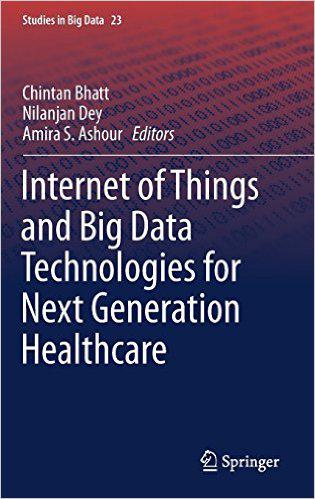 Studies in Big Data 23
Chintan Bhatt
Nilanjan Dey
Amira S. Ashour Editors
Internet of Things
and Big Data
Technologies for
Next Generation
Healthcare
Springer